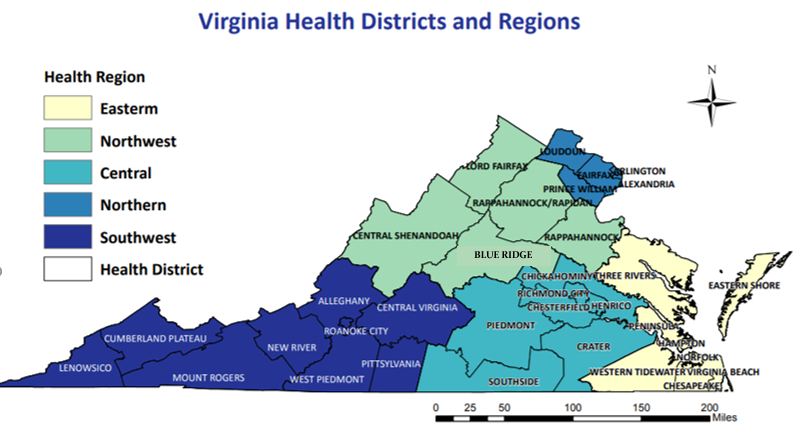 Virginia Health Districts and Regions
Health Region
Easterm
Northwest
Central
Northern
Southwest
Health District
N
LOUDOUN
LORD FAIRFAX
FAIRFAX
ARLINGTON
PRINCE WILLIAM
ALEXANDRIA
RAPPAHANNOCK/RAPIDAN
CENTRAL SHENANDOAH
RAPPAHANNOCK
BLUE RIDGE
CHICKAHOMINY
THREE RIVERS
EASTERN SHORE
RICHMOND CITY
ALLEGHANY
CENTRAL VIRGINIA
CHESTERFIELD
HENRICO
PIEDMONT
PENINSULA
ROANOKE CITY
CUMBERLAND PLATEAU
NEW RIVER
CRATER
HAMPTON
NORFOLK
LENOWISCO
PITTSYLVANIA
MOUNT ROGERS
WEST PIEDMONT
SOUTHSIDE
WESTERN TIDEWATER
VIRGINIA BEACH
CHESAPEAKE
0 25 50 100 150 200
Miles